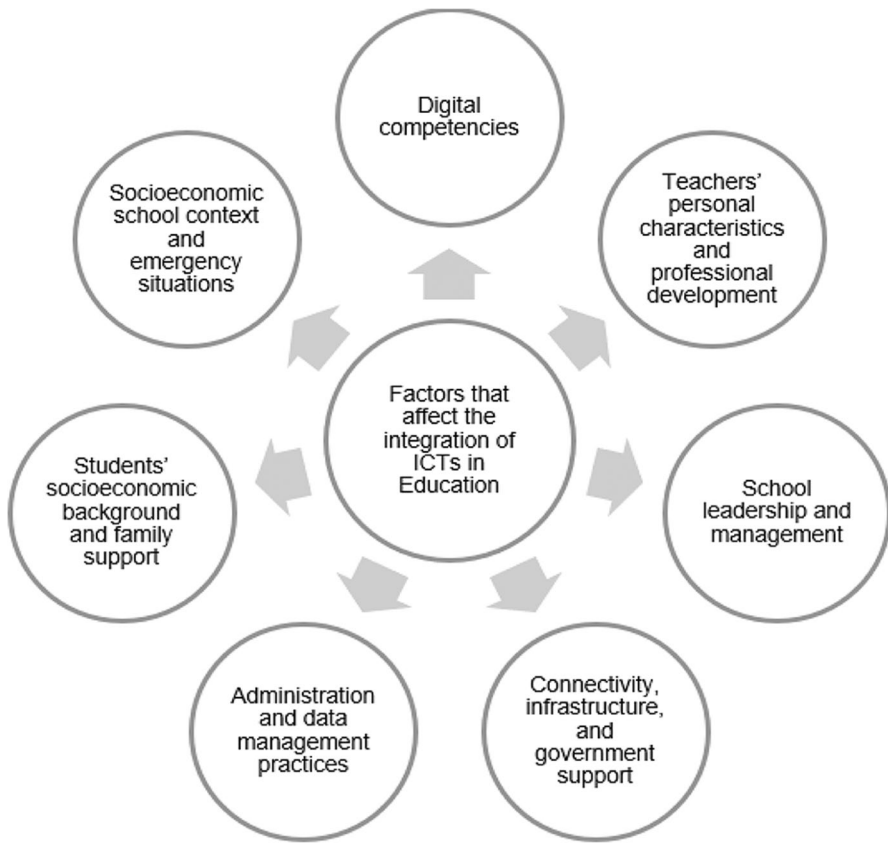 Digital
competencies
Teachers’
personal
characteristics
and
professional
development
School
leadership and
management
Connectivity,
infrastructure,
and
government
support
Administration
and data
management
practices
Students’
socioeconomic
background
and family
support
Socioeconomic
school context
and
emergency
situations
Factors that
affect the
integration of
ICTs in
Education